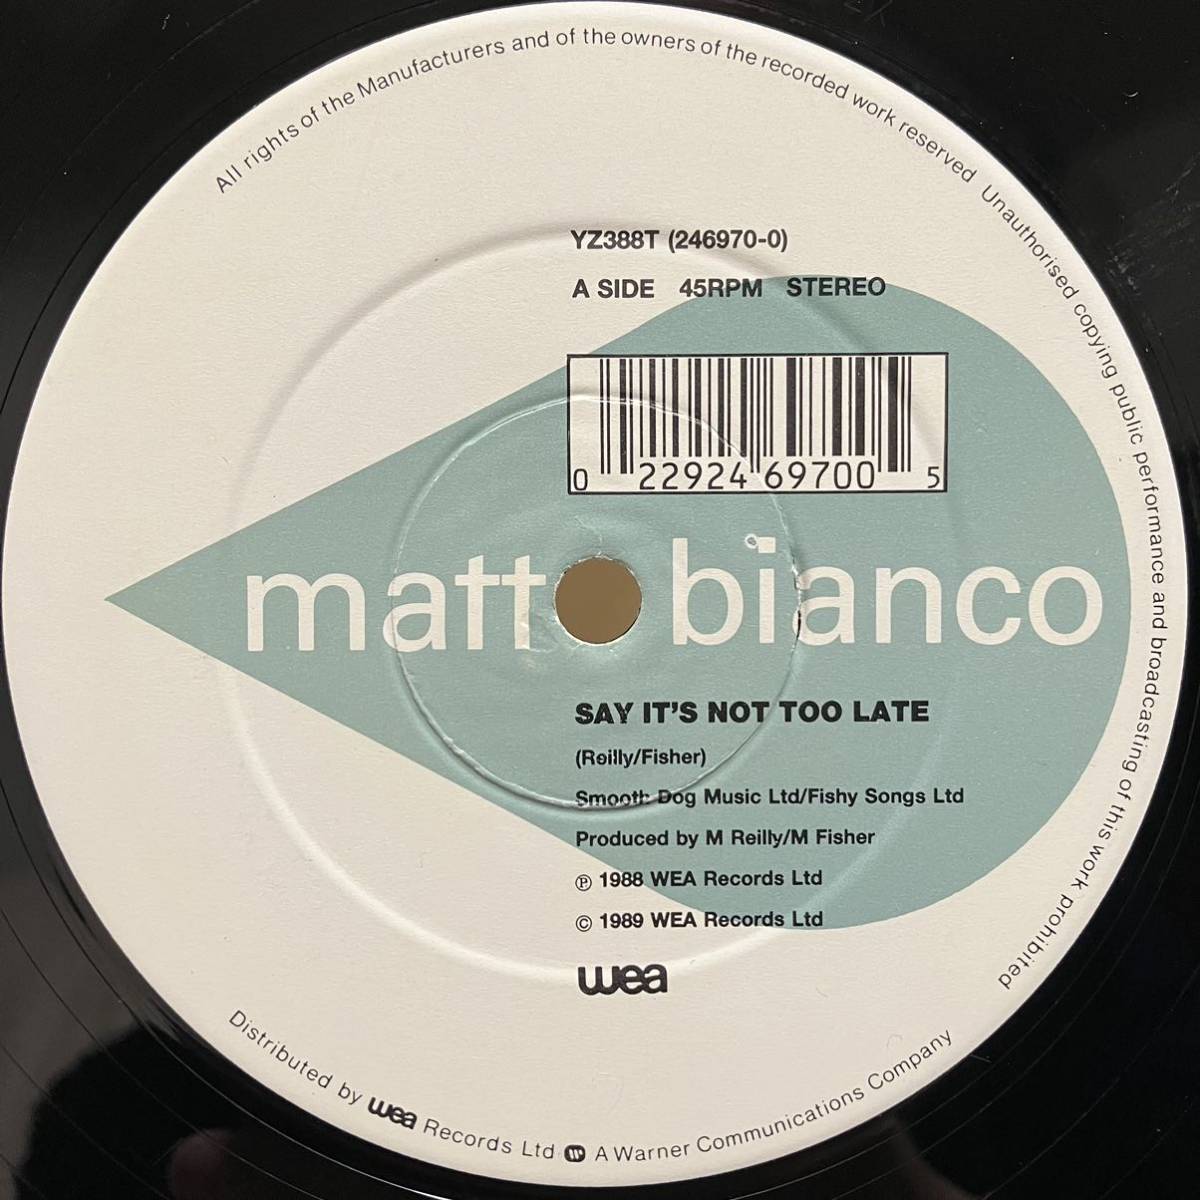 All rights of the Manufacturers and of the owners of the recorded work reserved Unauthorised copying public performance and broadcasting of this work prohibited
YZ388T (246970-0)
A SIDE 45RPM STEREO
0 22924 69700 5
matt bianco
SAY IT'S NOT TOO LATE
(Reilly/Fisher)
Smooth Dog Music Ltd/Fishy Songs Ltd
Produced by M Reilly/M Fisher
℗ 1988 WEA Records Ltd
© 1989 WEA Records Ltd
wea
Distributed by wea Records Ltd A Warner Communications Company